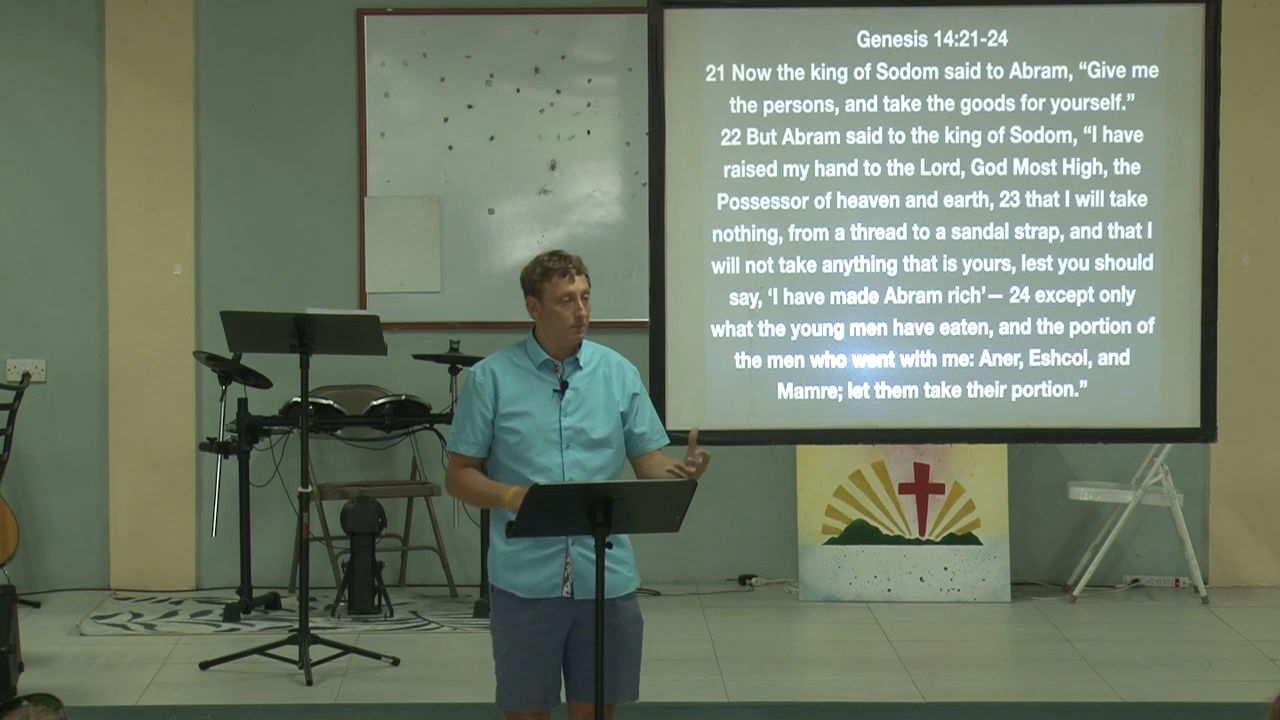 Genesis 14:21-24
21 Now the king of Sodom said to Abram, “Give me
the persons, and take the goods for yourself.”
22 But Abram said to the king of Sodom, “I have
raised my hand to the Lord, God Most High, the
Possessor of heaven and earth, 23 that I will take
nothing, from a thread to a sandal strap, and that I
will not take anything that is yours, lest you should
say, ‘I have made Abram rich’— 24 except only
what the young men have eaten, and the portion of
the men who went with me: Aner, Eshcol, and
Mamre; let them take their portion.”